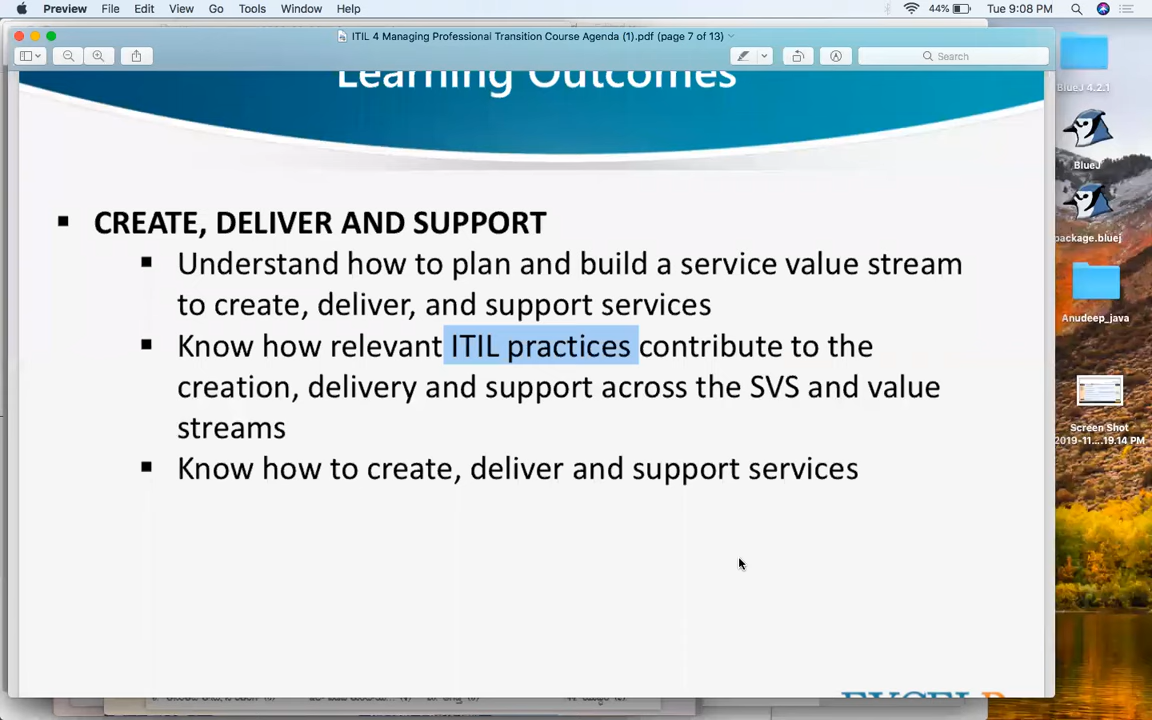 Preview File Edit View Go Tools Window Help 44% Tue 9:08 PM
ITIL 4 Managing Professional Transition Course Agenda (1).pdf (page 7 of 13)
Search
Learning Outcomes
CREATE, DELIVER AND SUPPORT
Understand how to plan and build a service value stream
to create, deliver, and support services
Know how relevant ITIL practices contribute to the
creation, delivery and support across the SVS and value
streams
Know how to create, deliver and support services
BlueJ 4.2.1
BlueJ
package.bluej
Anudeep_java
Screen Shot
2019-11...19.14 PM